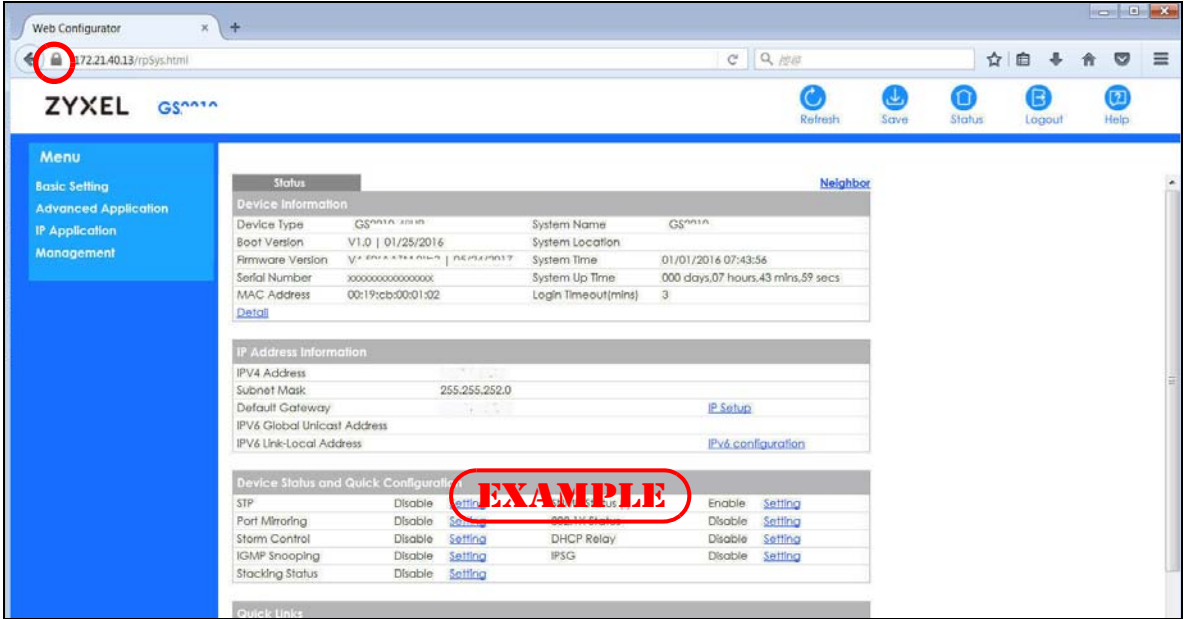 Web Configurator × +
172.21.40.13/rpSys.html
ZYXEL
Refresh Save Status Logout Help
Menu
Basic Setting
Advanced Application
IP Application
Management
Status Neighbor
Device Information
Device Type System Name
Boot Version V1.0 | 01/25/2016 System Location
Firmware Version System Time 01/01/2016 07:43:56
Serial Number xxxxxxxxxxxxxxxx System Up Time 000 days,07 hours,43 mins,59 secs
MAC Address 00:19:cb:00:01:02 Login Timeout(mins) 3
Detail
IP Address Information
IPV4 Address
Subnet Mask 255.255.252.0
Default Gateway IP Setup
IPV6 Global Unicast Address
IPV6 Link-Local Address IPv6 configuration
Device Status and Quick Configuration
EXAMPLE
STP Disable Setting Enable Setting
Port Mirroring Disable Setting 802.1X Status Disable Setting
Storm Control Disable Setting DHCP Relay Disable Setting
IGMP Snooping Disable Setting IPSG Disable Setting
Stacking Status Disable Setting
Quick Links